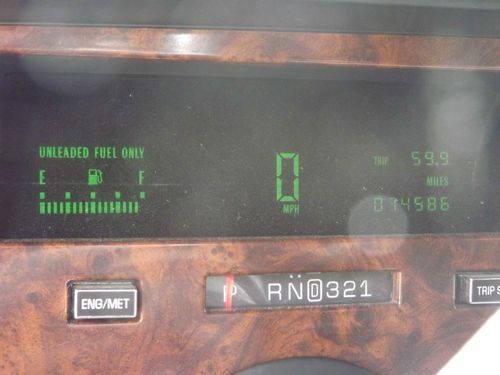 UNLEADED FUEL ONLY
E F
0
MPH
TRIP 59.9
MILES
074586
ENG/MET
P R N D 3 2 1
TRIP